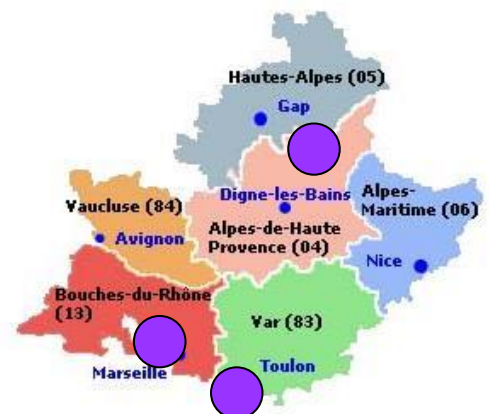 Hautes-Alpes (05)
Gap
Digne-les-Bains
Alpes-
Maritime (06)
Vaucluse (84)
Avignon
Alpes-de-Haute
Provence (04)
Nice
Bouches-du-Rhône
(13)
Var (83)
Marseille
Toulon